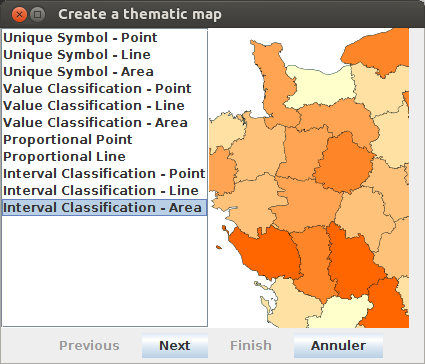 Create a thematic map
Unique Symbol - Point
Unique Symbol - Line
Unique Symbol - Area
Value Classification - Point
Value Classification - Line
Value Classification - Area
Proportional Point
Proportional Line
Interval Classification - Point
Interval Classification - Line
Interval Classification - Area
Previous Next Finish Annuler